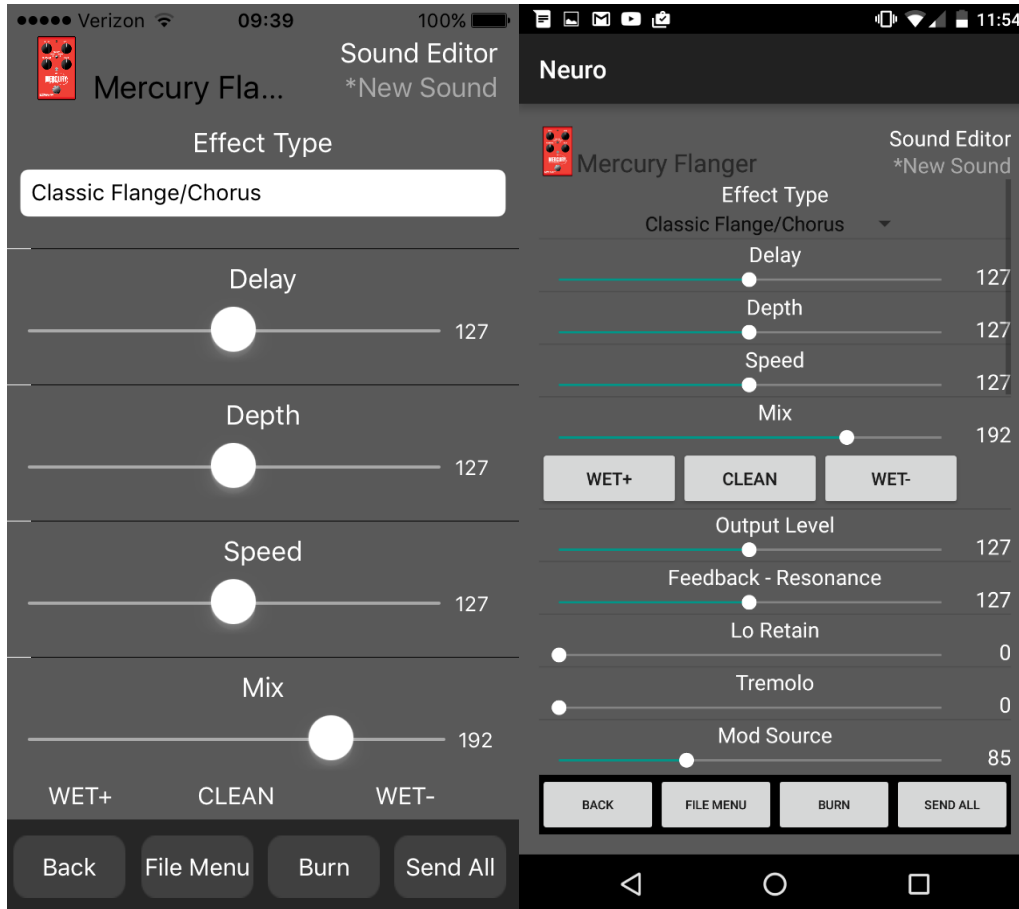 Verizon 09:39 100%
Sound Editor
Mercury Fla... *New Sound
Effect Type
Classic Flange/Chorus
Delay
127
Depth
127
Speed
127
Mix
192
WET+ CLEAN WET-
Back File Menu Burn Send All
11:54
Neuro
Sound Editor
Mercury Flanger *New Sound
Effect Type
Classic Flange/Chorus
Delay
127
Depth
127
Speed
127
Mix
192
WET+ CLEAN WET-
Output Level
127
Feedback - Resonance
127
Lo Retain
0
Tremolo
0
Mod Source
85
BACK FILE MENU BURN SEND ALL